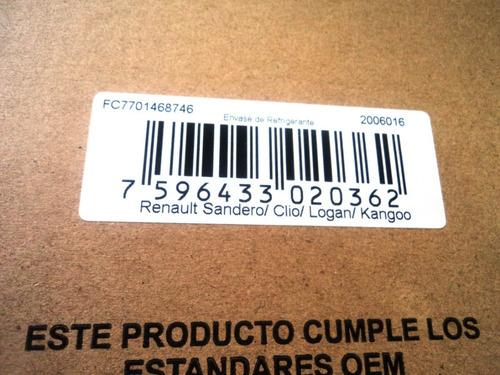 FC7701468746
Envase de Refrigerante
2006016
7 596433 020362
Renault Sandero/ Clio/ Logan/ Kangoo
ESTE PRODUCTO CUMPLE LOS
ESTANDARES OEM